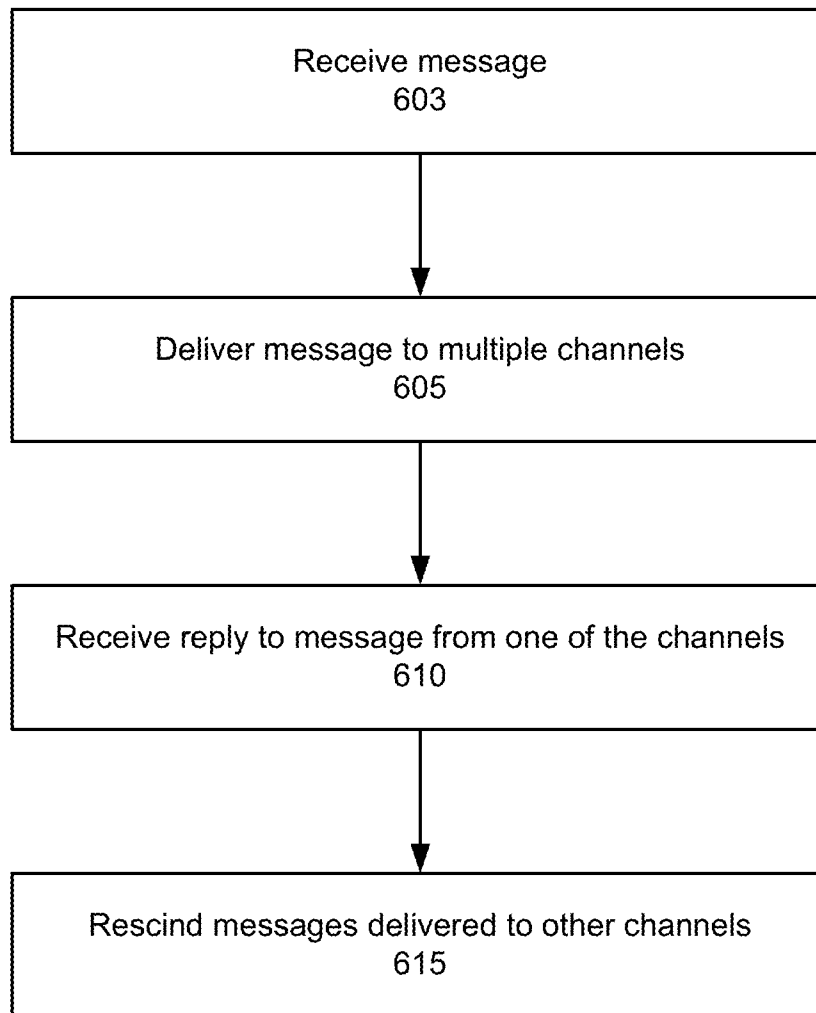 Receive message
603
Deliver message to multiple channels
605
Receive reply to message from one of the channels
610
Rescind messages delivered to other channels
615